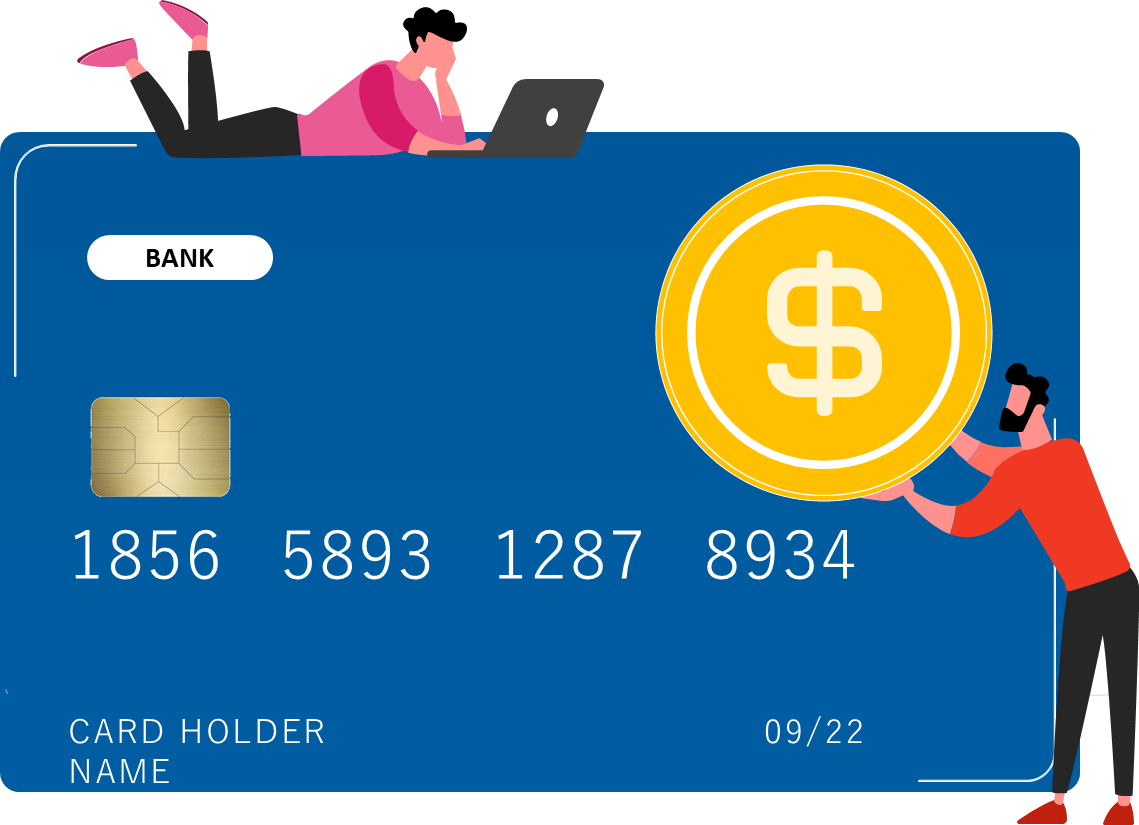 BANK
$
1856 5893 1287 8934
CARD HOLDER 09/22
NAME